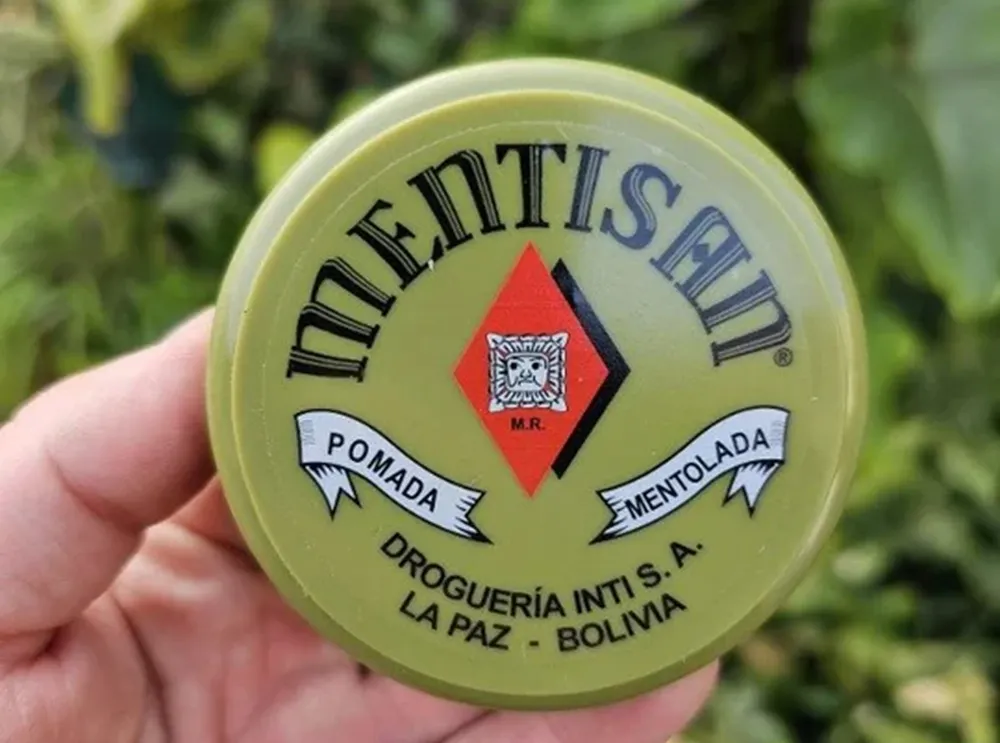 MENTISAN®
M.R.
POMADA
MENTOLADA
DROGUERÍA INTI S. A.
LA PAZ - BOLIVIA